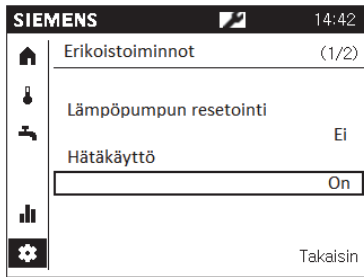 SIEMENS 14:42
Erikoistoiminnot (1/2)
Lämpöpumpun resetointi
Ei
Hätäkäyttö
On
Takaisin